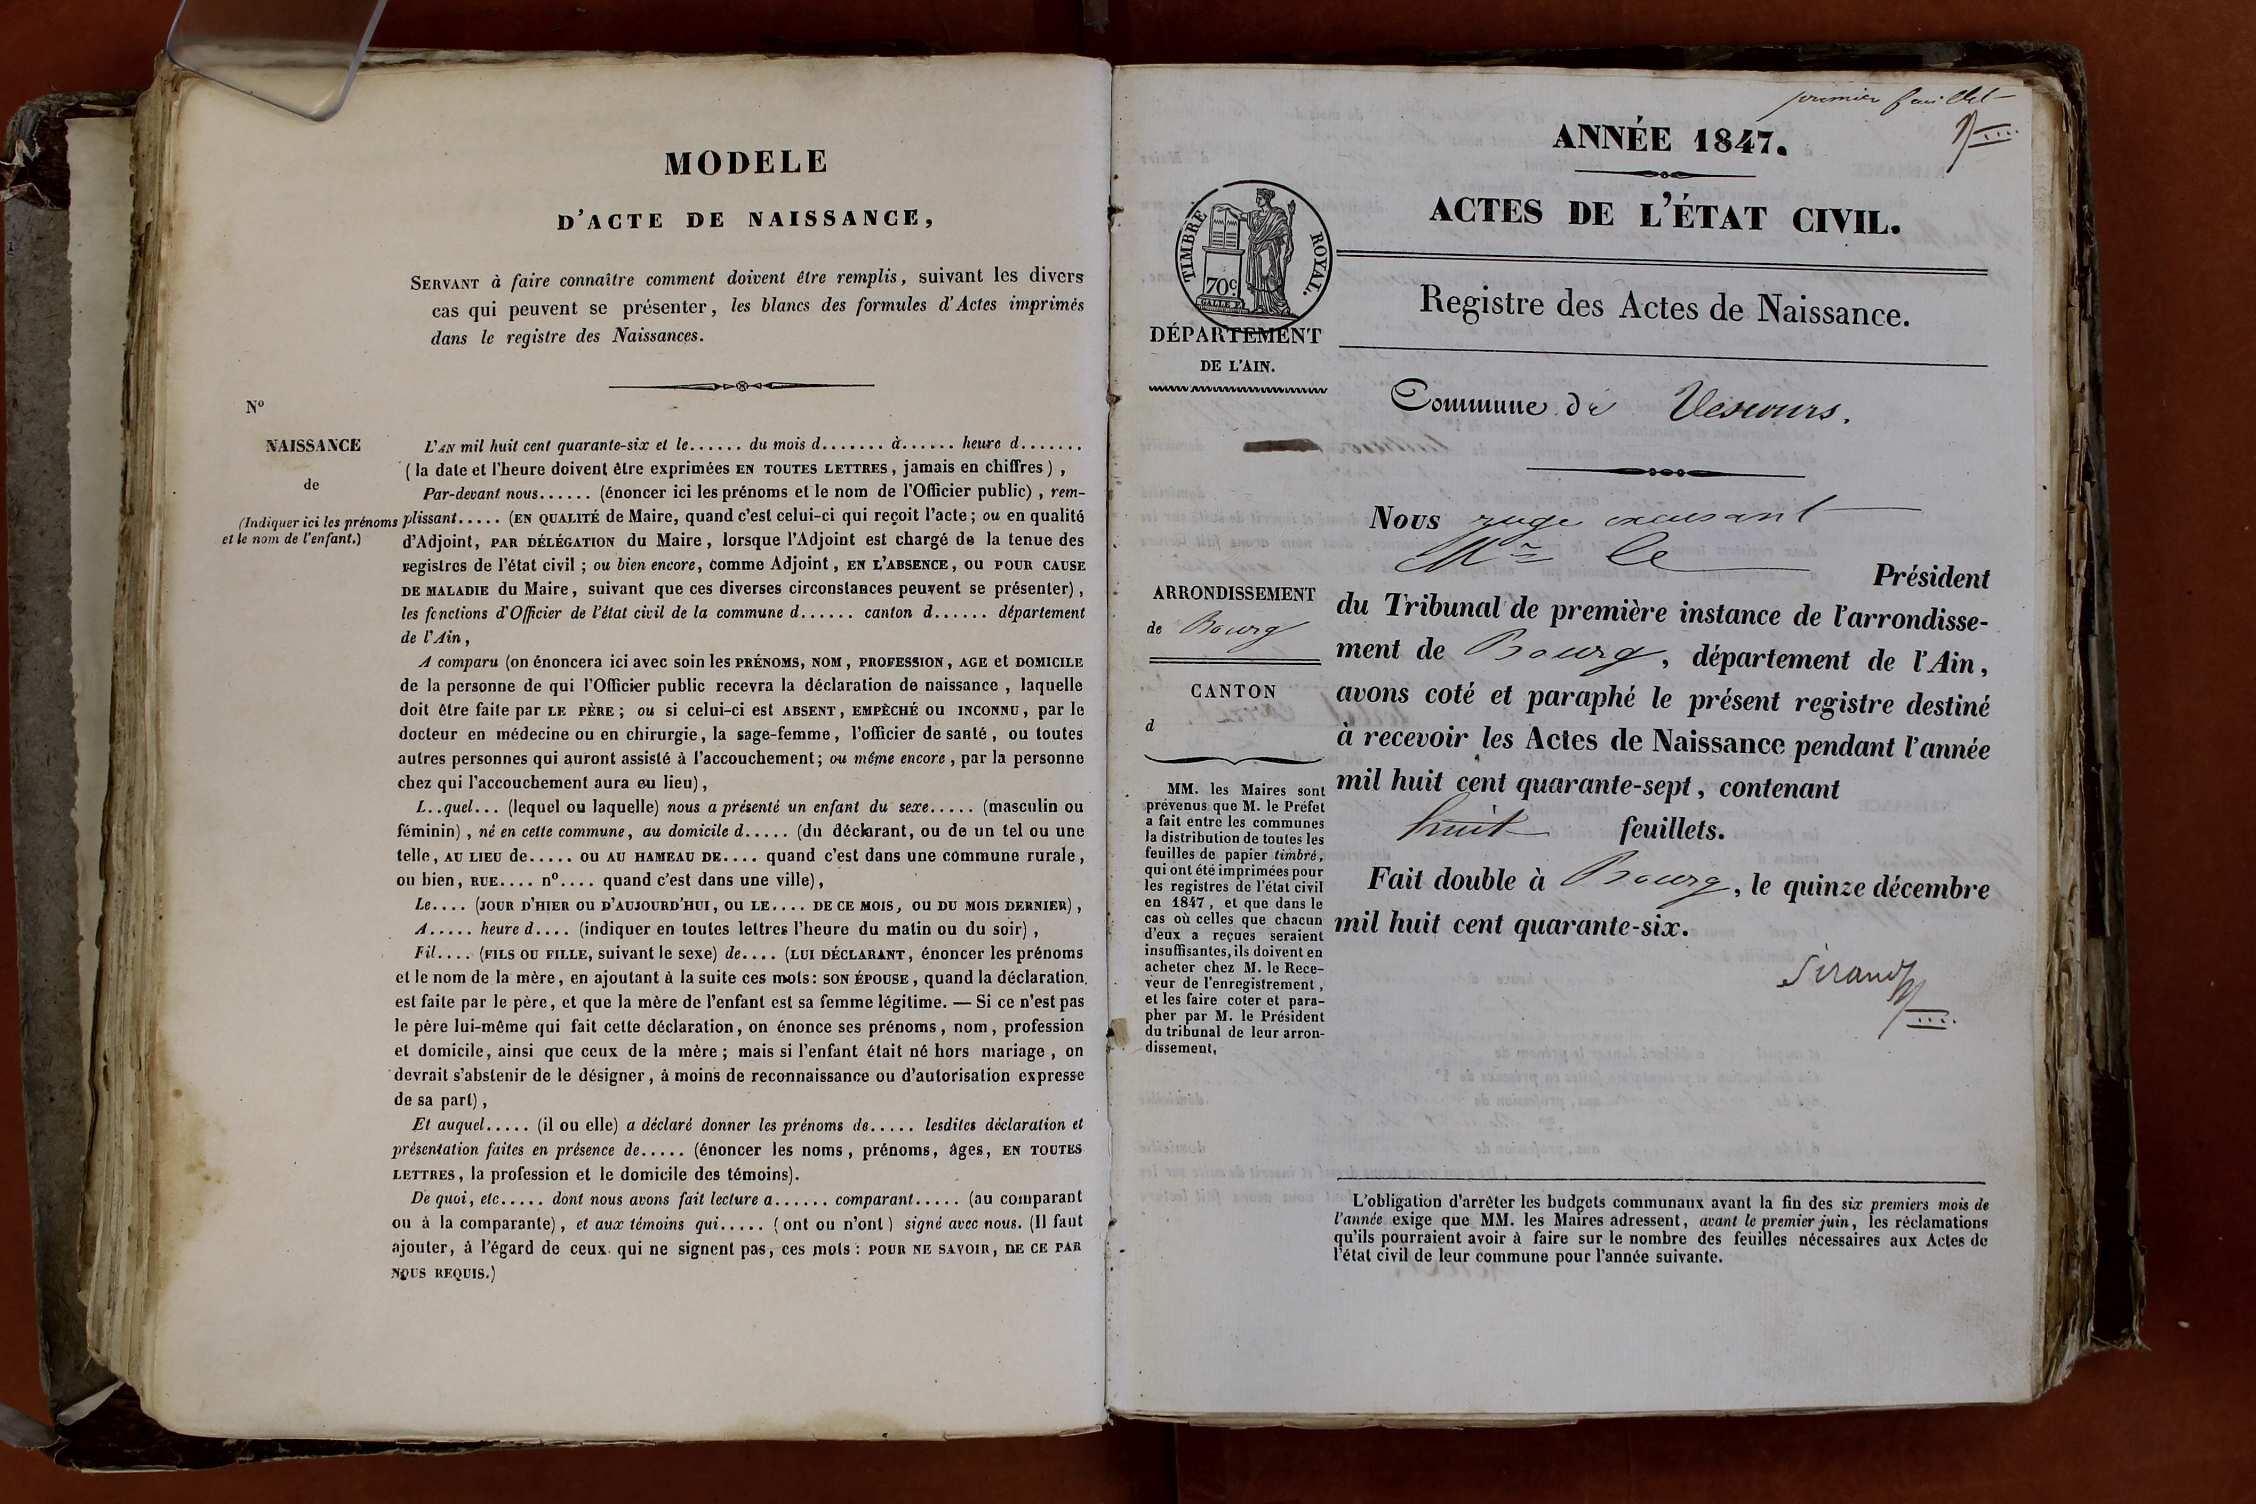 MODELE
D'ACTE DE NAISSANCE,
SERVANT à faire connaître comment doivent être remplis, suivant les divers
cas qui peuvent se présenter, les blancs des formules d'Actes imprimés
dans le registre des Naissances.
Nº
NAISSANCE
de
(Indiquer ici les prénoms
et le nom de l'enfant.)
L'AN mil huit cent quarante-six et le...... du mois d....... à...... heure d.......
(la date et l'heure doivent être exprimées EN TOUTES LETTRES, jamais en chiffres),
Par-devant nous...... (énoncer ici les prénoms et le nom de l'Officier public), rem-
plissant..... (EN QUALITÉ de Maire, quand c'est celui-ci qui reçoit l'acte; ou en qualité
d'Adjoint, PAR DÉLÉGATION du Maire, lorsque l'Adjoint est chargé de la tenue des
registres de l'état civil; ou bien encore, comme Adjoint, EN L'ABSENCE, OU POUR CAUSE
DE MALADIE du Maire, suivant que ces diverses circonstances peuvent se présenter),
les fonctions d'Officier de l'état civil de la commune d...... canton d...... département
de l'Ain,
A comparu (on énoncera ici avec soin les PRÉNOMS, NOM, PROFESSION, AGE et DOMICILE
de la personne de qui l'Officier public recevra la déclaration de naissance, laquelle
doit être faite par LE PÈRE; ou si celui-ci est ABSENT, EMPÊCHÉ ou INCONNU, par le
docteur en médecine ou en chirurgie, la sage-femme, l'officier de santé, ou toutes
autres personnes qui auront assisté à l'accouchement; ou même encore, par la personne
chez qui l'accouchement aura eu lieu),
L..quel... (lequel ou laquelle) nous a présenté un enfant du sexe..... (masculin ou
féminin), né en cette commune, au domicile d..... (du déclarant, ou de un tel ou une
telle, AU LIEU de..... ou AU HAMEAU DE.... quand c'est dans une commune rurale,
ou bien, RUE.... nº.... quand c'est dans une ville),
Le.... (JOUR D'HIER OU D'AUJOURD'HUI, OU LE.... DE CE MOIS, OU DU MOIS DERNIER),
A..... heure d.... (indiquer en toutes lettres l'heure du matin ou du soir),
Fil.... (FILS OU FILLE, suivant le sexe) de.... (LUI DÉCLARANT, énoncer les prénoms
et le nom de la mère, en ajoutant à la suite ces mots: SON ÉPOUSE, quand la déclaration
est faite par le père, et que la mère de l'enfant est sa femme légitime. — Si ce n'est pas
le père lui-même qui fait cette déclaration, on énonce ses prénoms, nom, profession
et domicile, ainsi que ceux de la mère; mais si l'enfant était né hors mariage, on
devrait s'abstenir de le désigner, à moins de reconnaissance ou d'autorisation expresse
de sa part),
Et auquel..... (il ou elle) a déclaré donner les prénoms de..... lesdites déclaration et
présentation faites en présence de..... (énoncer les noms, prénoms, âges, EN TOUTES
LETTRES, la profession et le domicile des témoins).
De quoi, etc..... dont nous avons fait lecture a...... comparant..... (au comparant
ou à la comparante), et aux témoins qui..... (ont ou n'ont) signé avec nous. (Il faut
ajouter, à l'égard de ceux qui ne signent pas, ces mots: POUR NE SAVOIR, DE CE PAR
NOUS REQUIS.)
premier feuillet
ANNÉE 1847.
ACTES DE L'ÉTAT CIVIL.
TIMBRE ROYAL.
70c.
GALLE F.
Registre des Actes de Naissance.
DÉPARTEMENT
DE L'AIN.
Commune de Vescours.
Nous juge excusant
Mr le
Président
du Tribunal de première instance de l'arrondisse-
ment de Bourg, département de l'Ain,
avons coté et paraphé le présent registre destiné
à recevoir les Actes de Naissance pendant l'année
mil huit cent quarante-sept, contenant
huit feuillets.
Fait double à Bourg, le quinze décembre
mil huit cent quarante-six.
Sirand
ARRONDISSEMENT
de Bourg
CANTON
d
MM. les Maires sont
prévenus que M. le Préfet
a fait entre les communes
la distribution de toutes les
feuilles de papier timbré,
qui ont été imprimées pour
les registres de l'état civil
en 1847, et que dans le
cas où celles que chacun
d'eux a reçues seraient
insuffisantes, ils doivent en
acheter chez M. le Rece-
veur de l'enregistrement,
et les faire coter et para-
pher par M. le Président
du tribunal de leur arron-
dissement,
L'obligation d'arrêter les budgets communaux avant la fin des six premiers mois de
l'année exige que MM. les Maires adressent, avant le premier juin, les réclamations
qu'ils pourraient avoir à faire sur le nombre des feuilles nécessaires aux Actes de
l'état civil de leur commune pour l'année suivante.